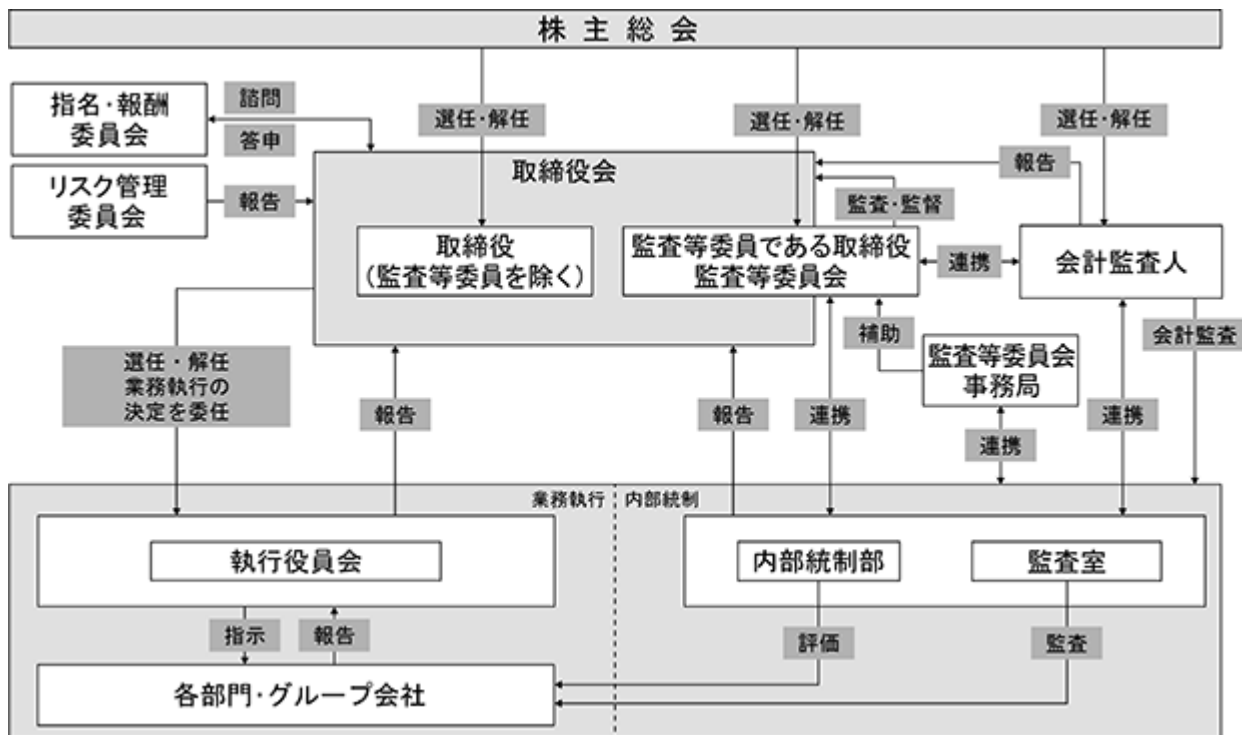 株主総会
指名・報酬
委員会
諮問
答申
選任・解任
選任・解任
選任・解任
リスク管理
委員会
報告
取締役会
報告
監査・監督
取締役
(監査等委員を除く)
監査等委員である取締役
監査等委員会
連携
会計監査人
選任・解任
業務執行の
決定を委任
報告
報告
連携
補助
監査等委員会
事務局
連携
連携
会計監査
業務執行
内部統制
執行役員会
内部統制部
監査室
指示
報告
評価
監査
各部門・グループ会社